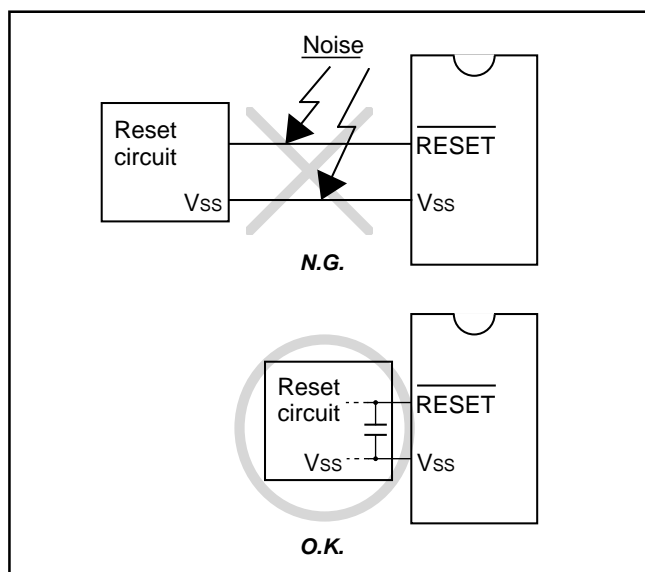 Noise
Reset
circuit
RESET
Vss
Vss
N.G.
Reset
circuit
RESET
Vss
Vss
O.K.